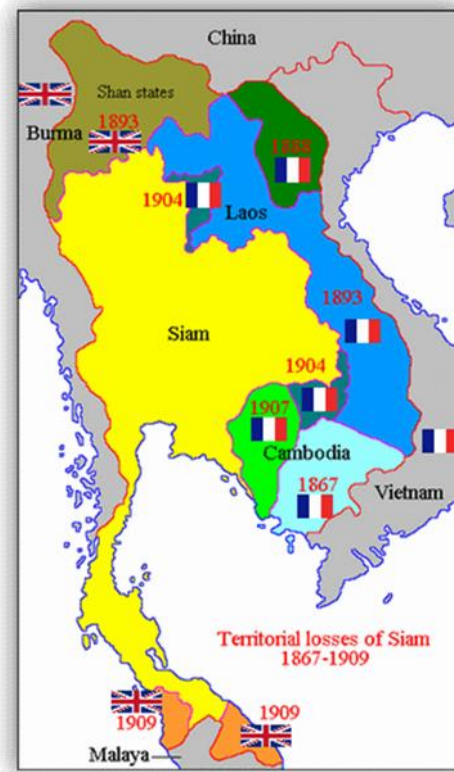 China
Shan states
Burma
1893
1888
1904
Laos
1893
Siam
1904
1907
Cambodia
1867
Vietnam
Territorial losses of Siam
1867-1909
1909
1909
Malaya